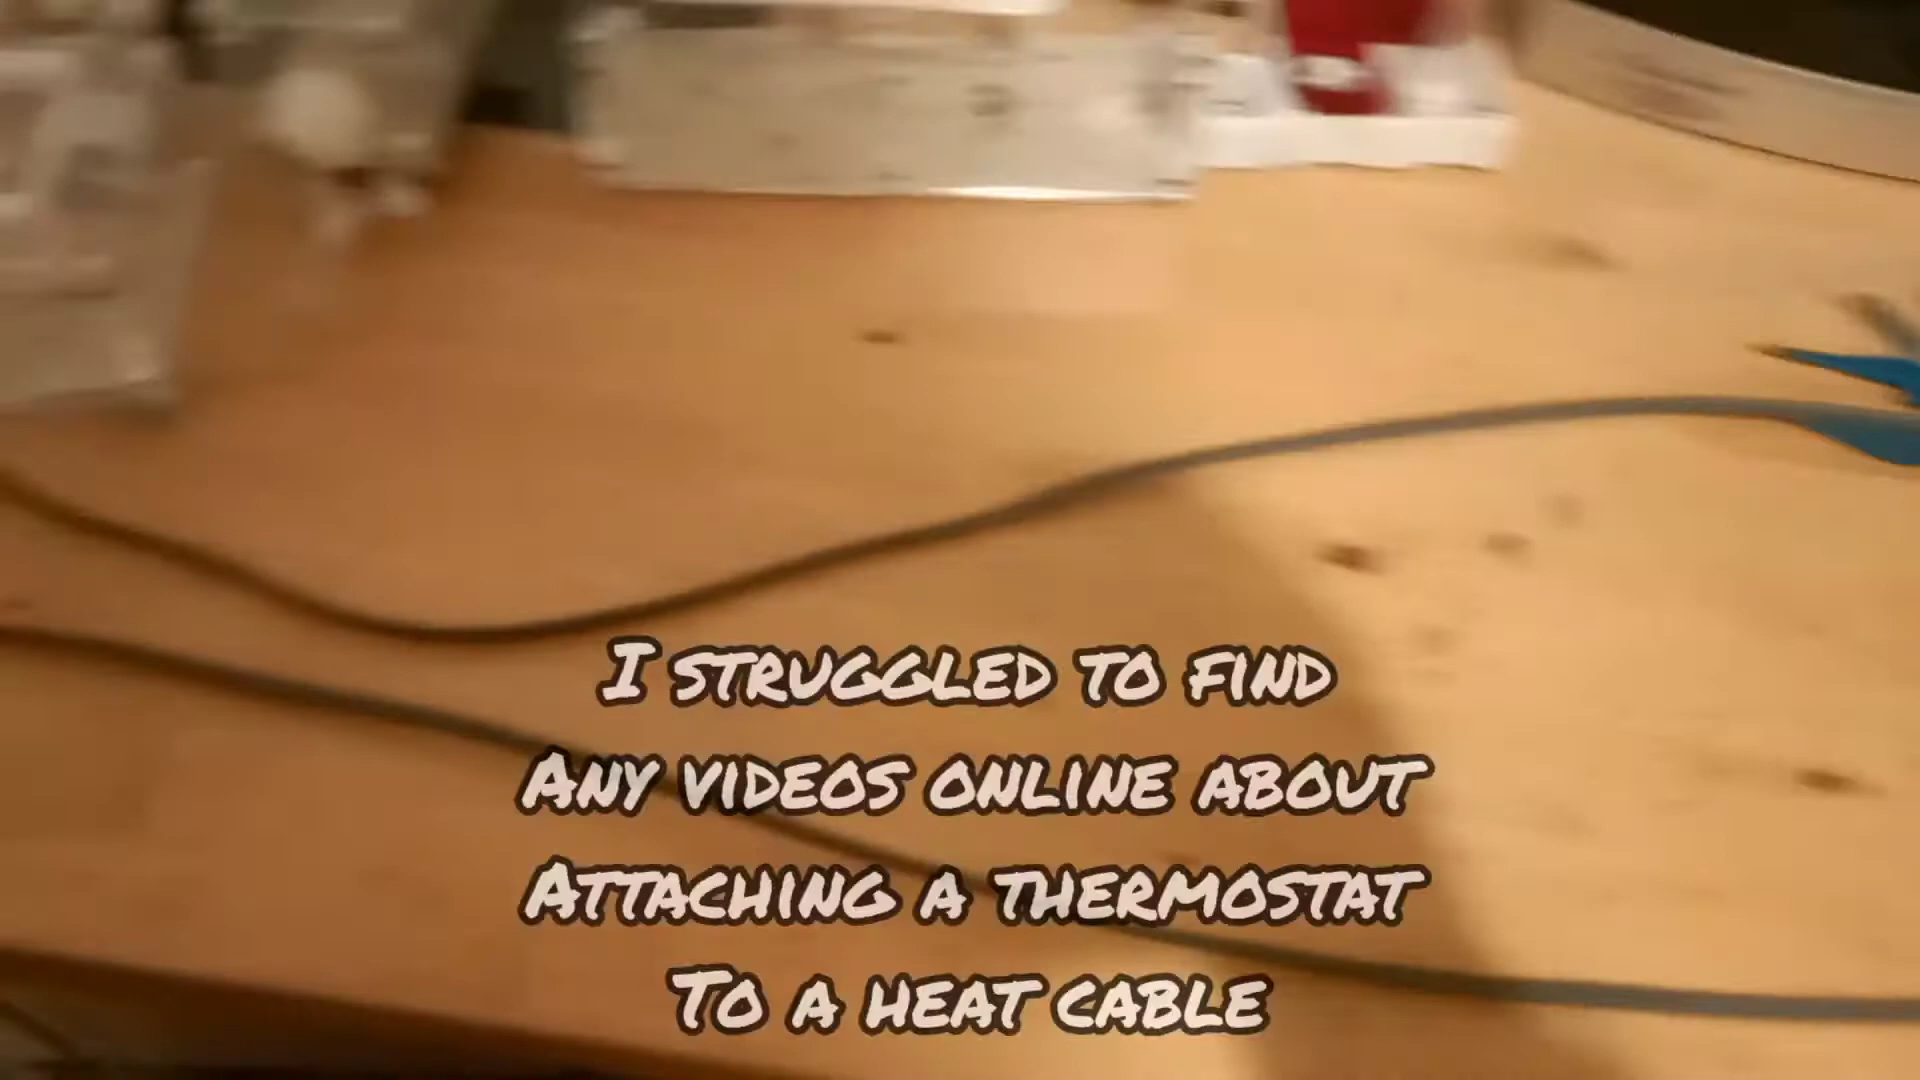 I struggled to find
Any videos online about
Attaching a thermostat
To a heat cable